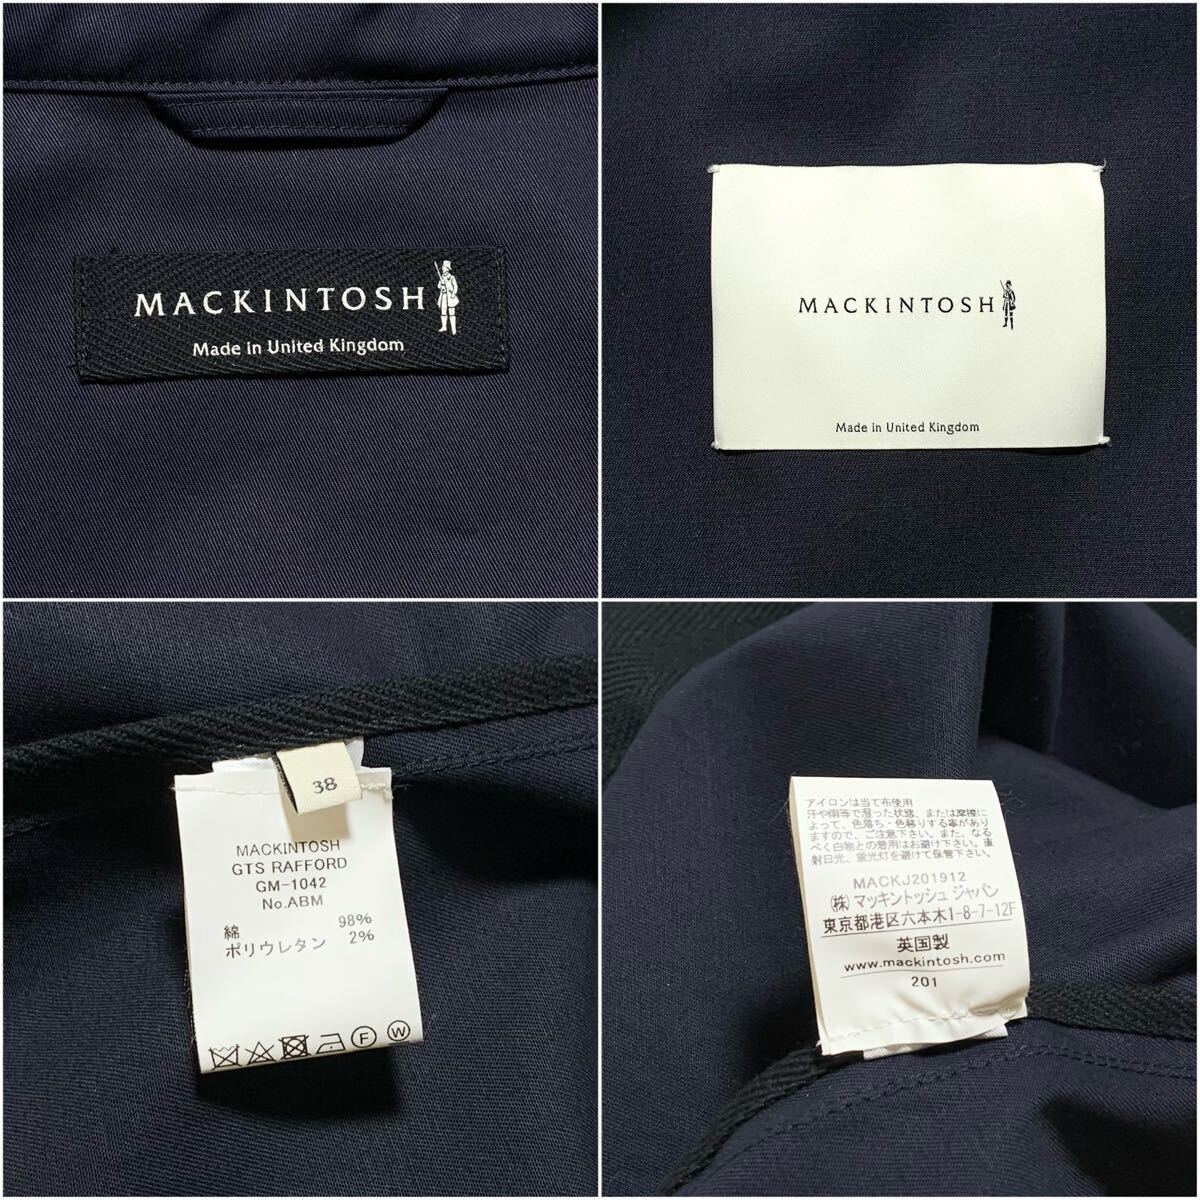 MACKINTOSH
Made in United Kingdom
MACKINTOSH
Made in United Kingdom
38
MACKINTOSH
GTS RAFFORD
GM-1042
No.ABM
綿 98%
ポリウレタン 2%
F
W
アイロンは当て布使用
汗や雨等で湿った状態、または摩擦に
よって、色落ち・色移りする事があり
ますので、ご注意下さい。また、なる
べく白物との着用はお避け下さい。直
射日光、蛍光灯を避けて保管下さい。
MACKJ201912
(株)マッキントッシュ ジャパン
東京都港区六本木1-8-7-12F
英国製
www.mackintosh.com
201